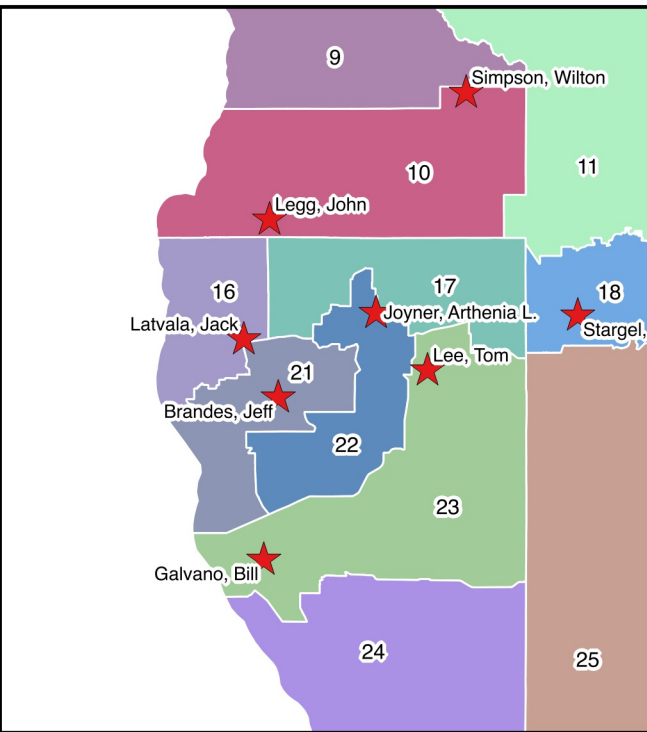 9
Simpson, Wilton
10
11
Legg, John
16
17
18
Joyner, Arthenia L.
Latvala, Jack
Stargel,
Lee, Tom
21
Brandes, Jeff
22
23
Galvano, Bill
24
25